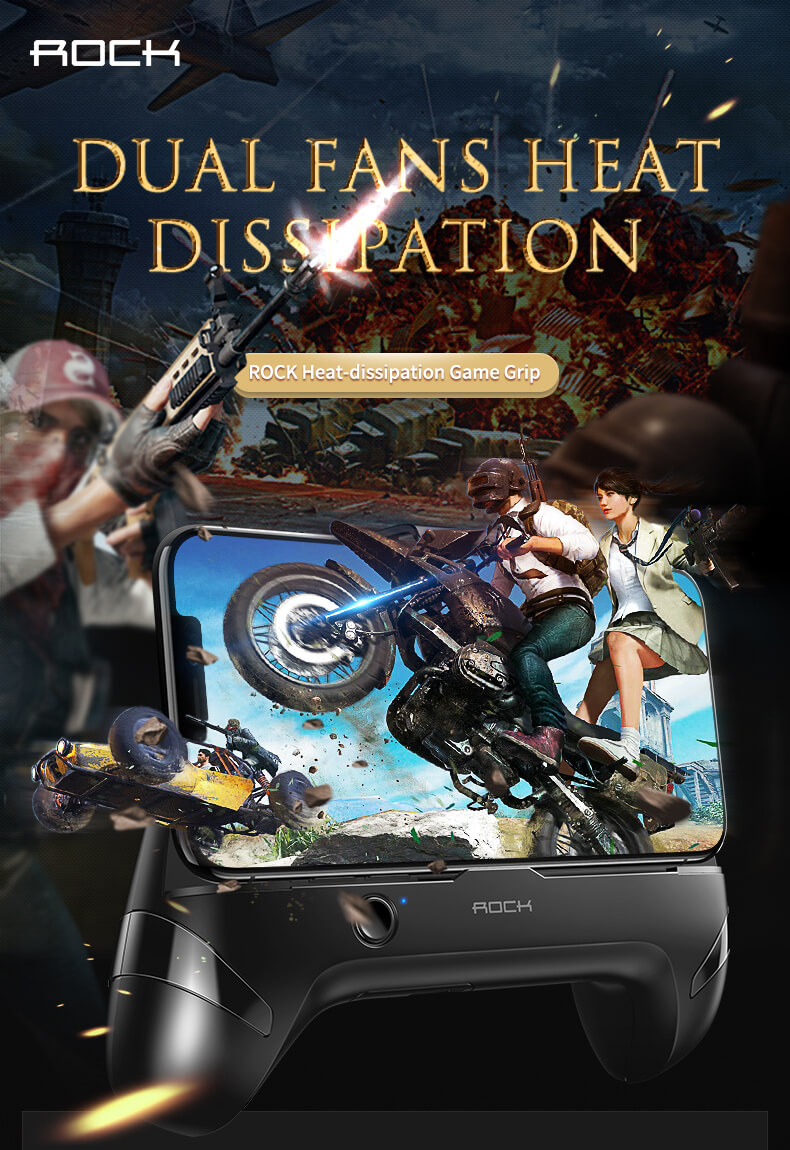 ROCK
DUAL FANS HEAT
DISSIPATION
ROCK Heat-dissipation Game Grip
ROCK